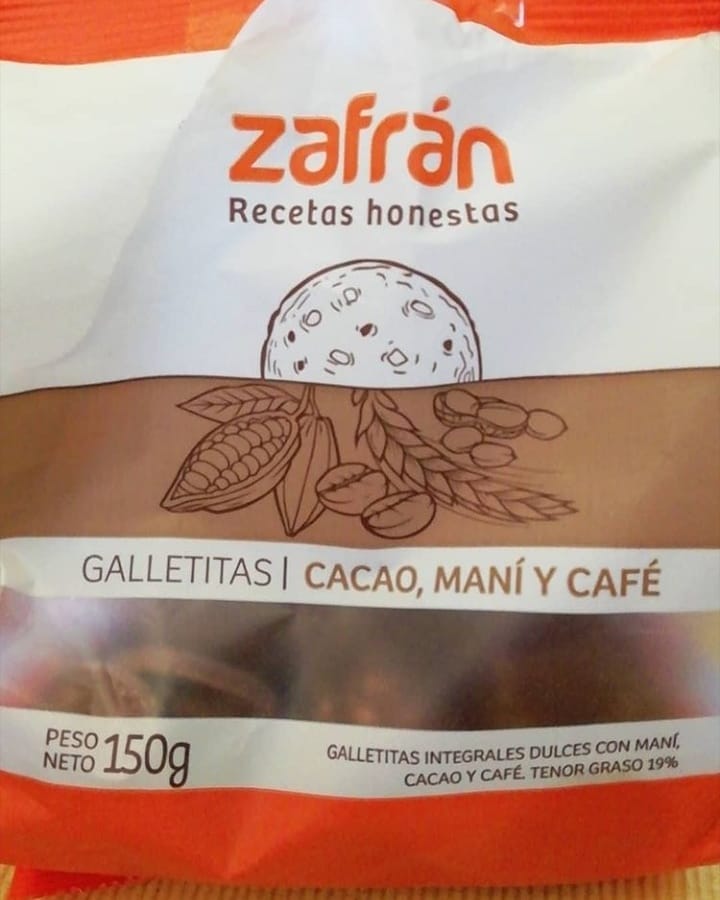 zafrán
Recetas honestas
GALLETITAS | CACAO, MANÍ Y CAFÉ
PESO
NETO 150g
GALLETITAS INTEGRALES DULCES CON MANÍ,
CACAO Y CAFÉ. TENOR GRASO 19%